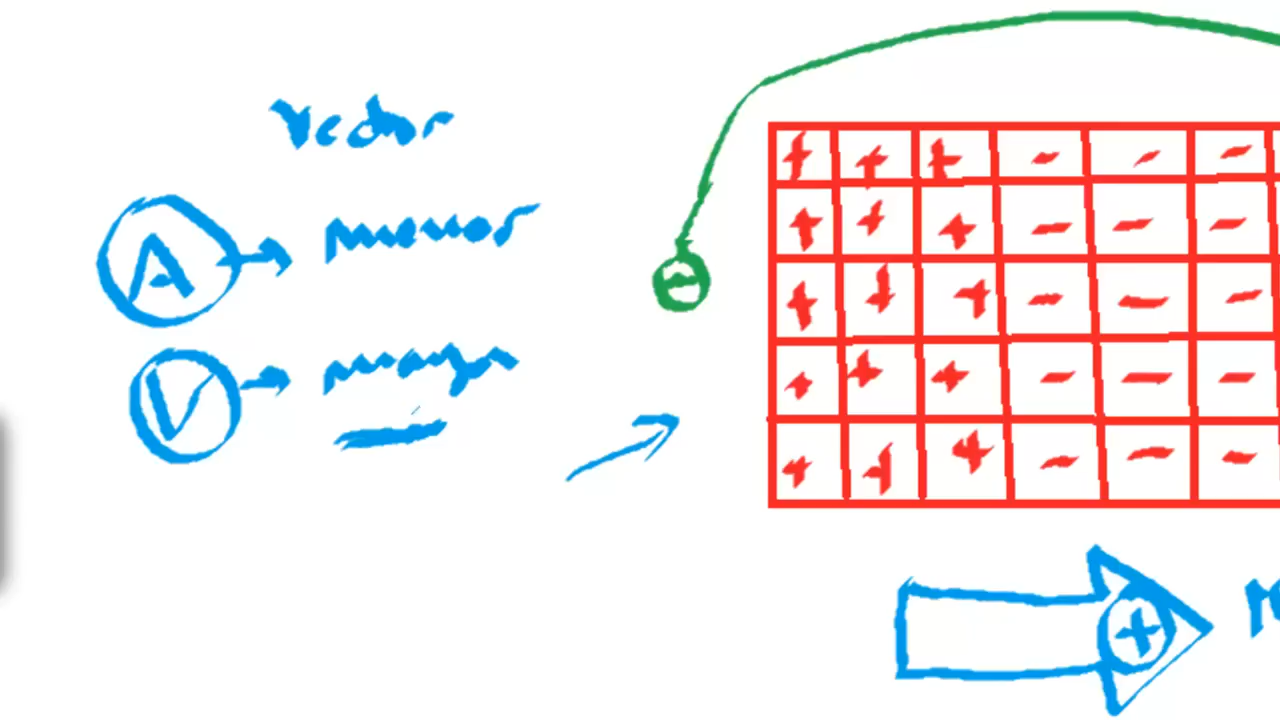 vector
A → menor
V → mayor
⊖
+ + + - - -
+ + + - - -
+ + + - - -
+ + + - - -
+ + + - - -
+